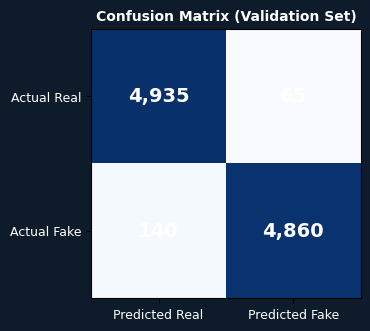 Confusion Matrix (Validation Set)
Actual Real
4,935
65
Actual Fake
140
4,860
Predicted Real
Predicted Fake